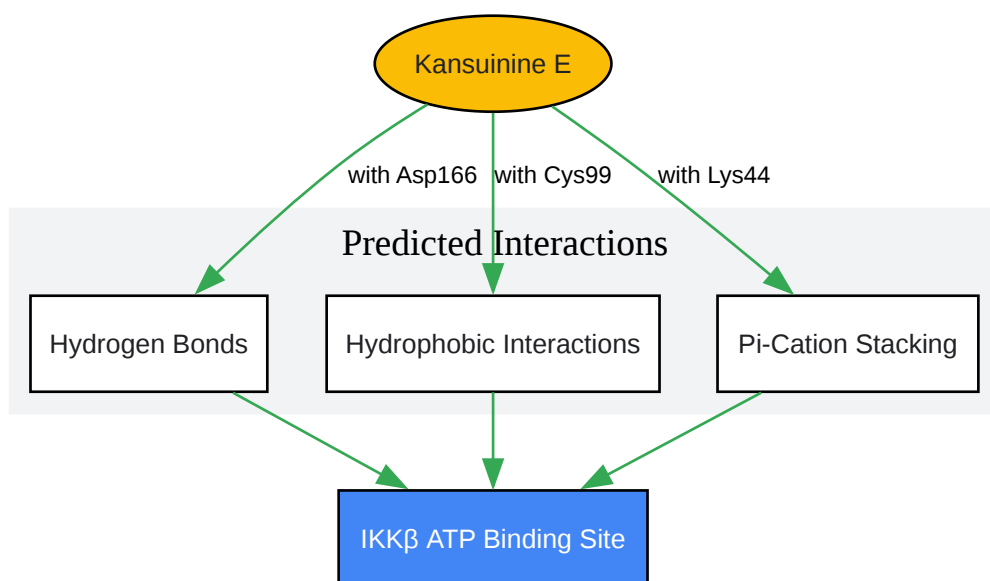 Kansuinine E
with Asp166
with Cys99
with Lys44
Predicted Interactions
Hydrogen Bonds
Hydrophobic Interactions
Pi-Cation Stacking
IKKβ ATP Binding Site